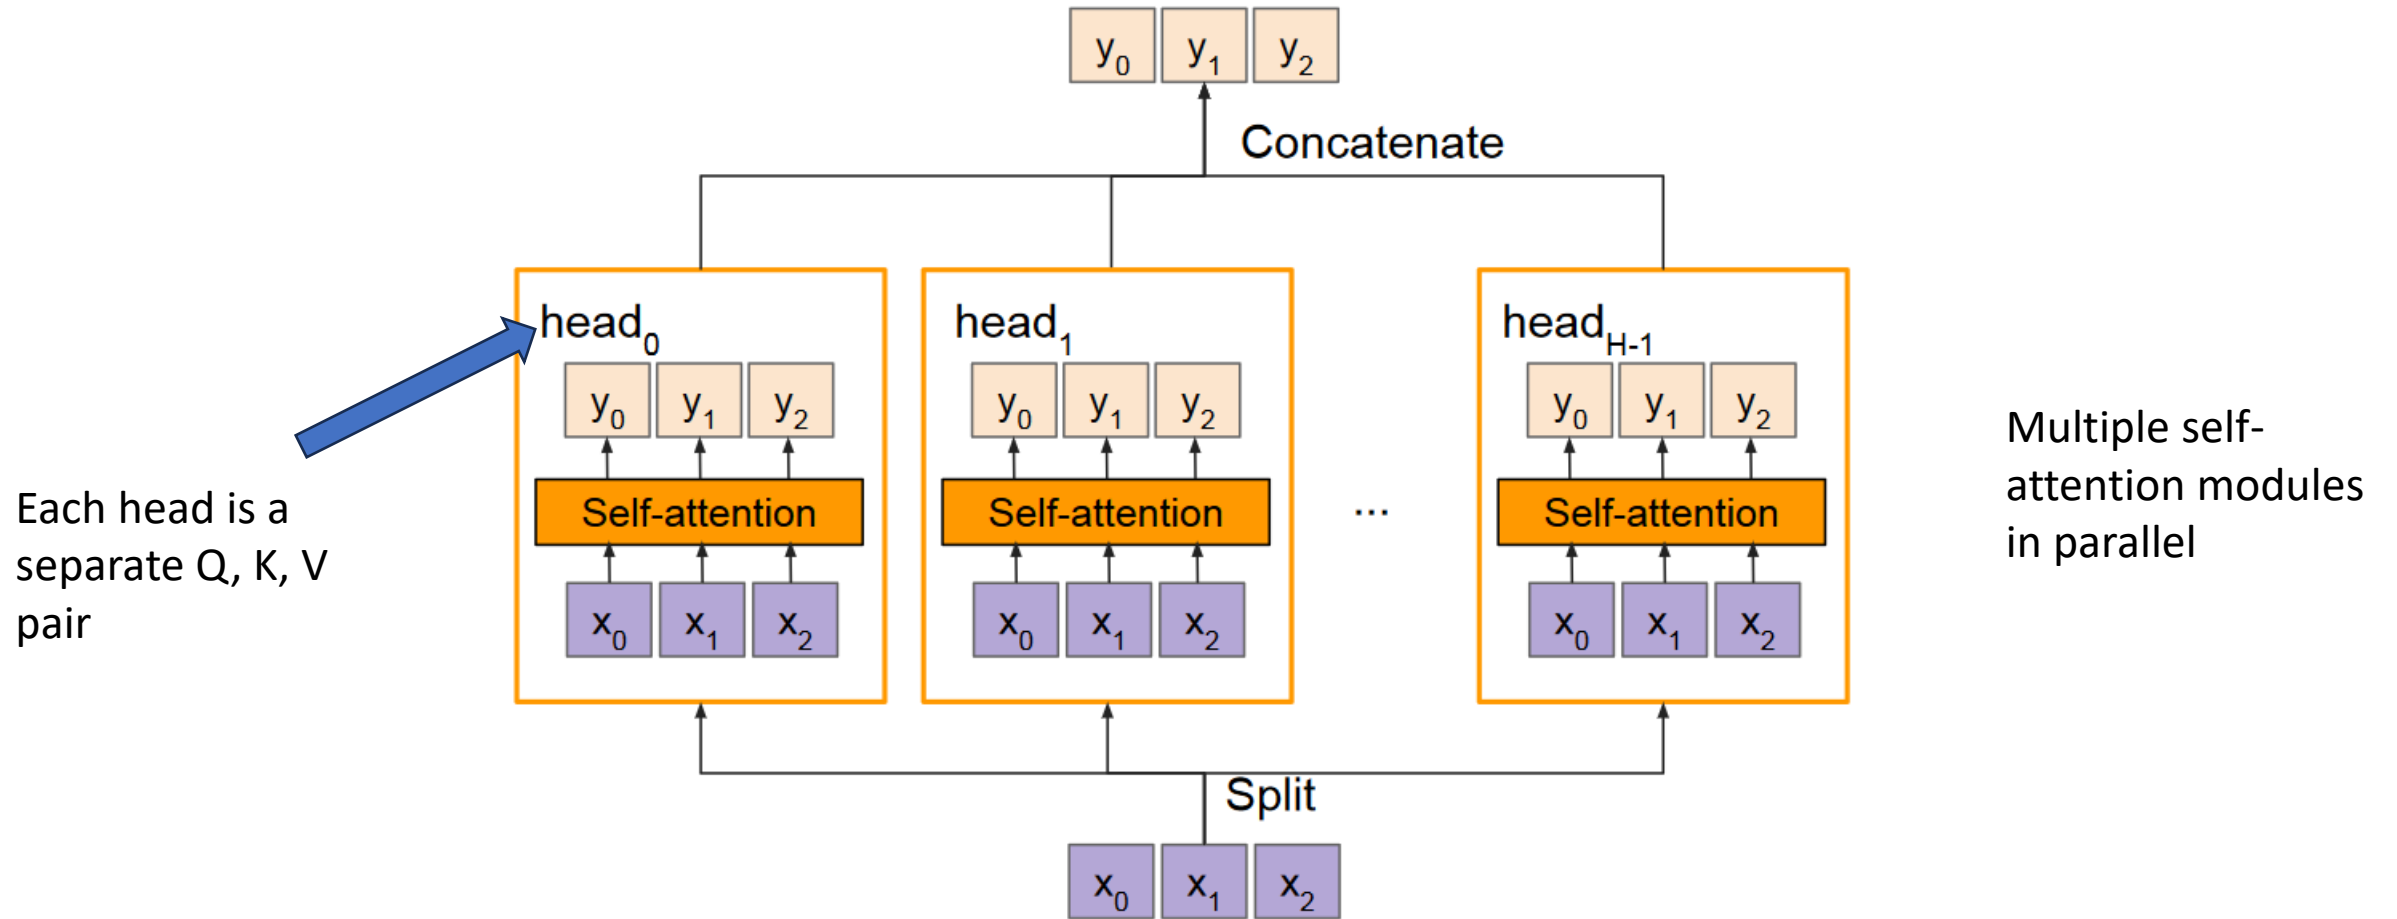 y0 y1 y2
Concatenate
head0 head1 headH-1
y0 y1 y2 y0 y1 y2 y0 y1 y2
Multiple self-
attention modules
in parallel
Each head is a
separate Q, K, V
pair
Self-attention Self-attention ... Self-attention
x0 x1 x2 x0 x1 x2 x0 x1 x2
Split
x0 x1 x2